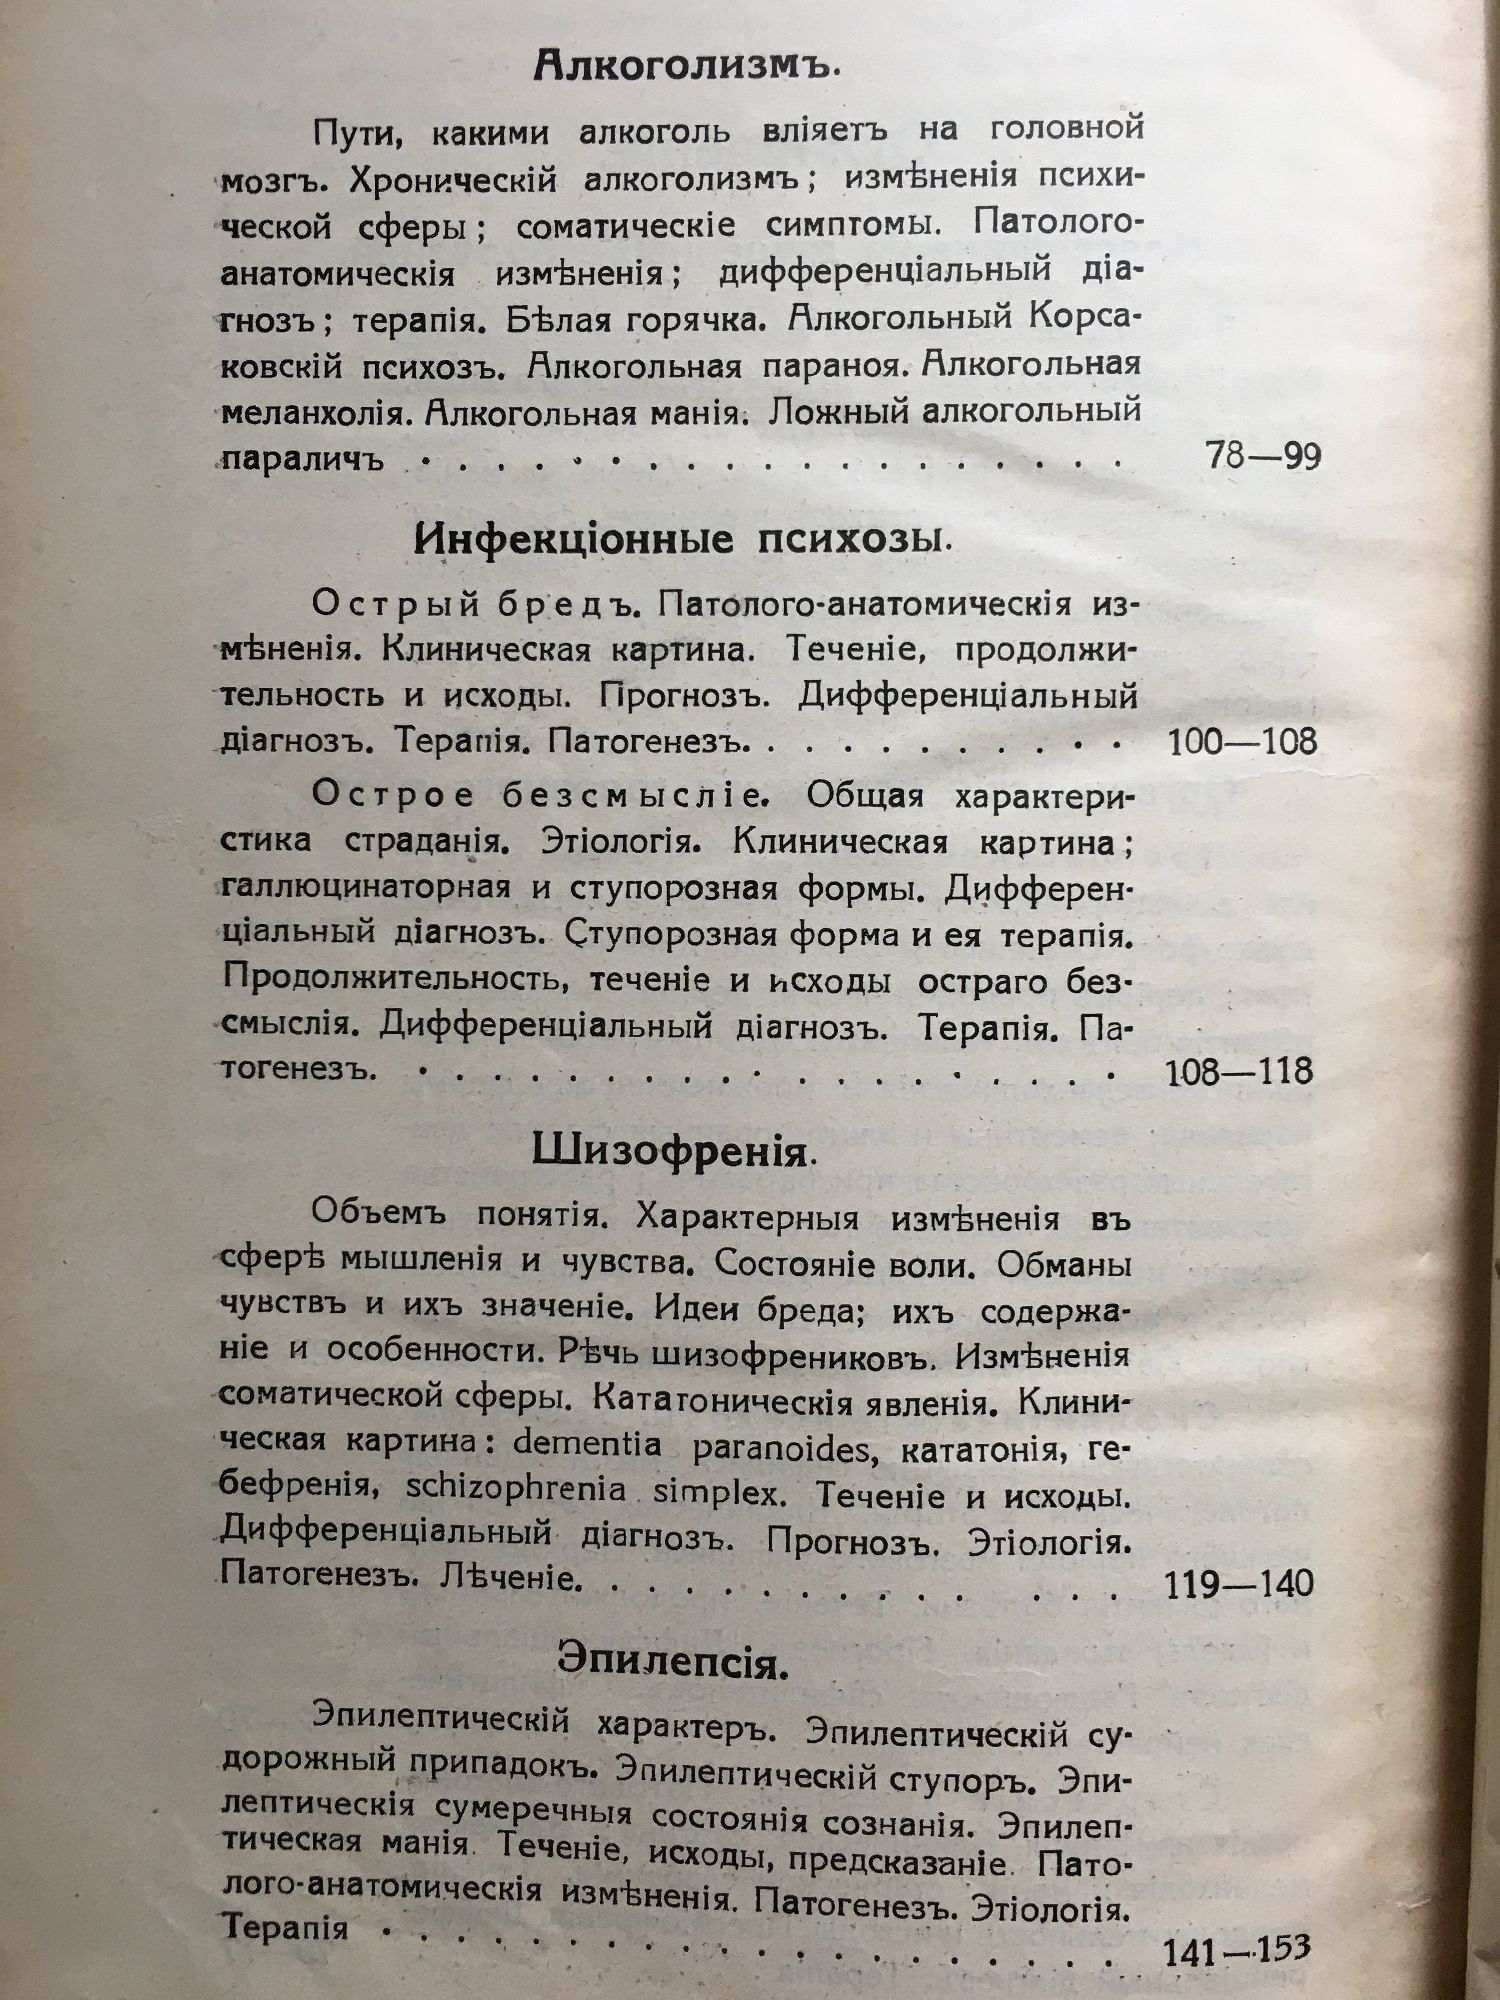 Алкоголизмъ.
Пути, какими алкоголь вліяетъ на головной
мозгъ. Хроническій алкоголизмъ; измѣненія психи-
ческой сферы; соматическіе симптомы. Патолого-
анатомическія измѣненія; дифференціальный діа-
гнозъ; терапія. Бѣлая горячка. Алкогольный Корса-
ковскій психозъ. Алкогольная параноя. Алкогольная
меланхолія. Алкогольная манія. Ложный алкогольный
параличъ . . . . . . . . . . . . . . . . . . . 78—99
Инфекціонные психозы.
Острый бредъ. Патолого-анатомическія из-
мѣненія. Клиническая картина. Теченіе, продолжи-
тельность и исходы. Прогнозъ. Дифференціальный
діагнозъ. Терапія. Патогенезъ. . . . . . . . . . . 100—108
Острое безсмысліе. Общая характери-
стика страданія. Этіологія. Клиническая картина;
галлюцинаторная и ступорозная формы. Дифферен-
ціальный діагнозъ. Ступорозная форма и ея терапія.
Продолжительность, теченіе и исходы остраго без-
смыслія. Дифференціальный діагнозъ. Терапія. Па-
тогенезъ. . . . . . . . . . . . . . . . . . . . 108—118
Шизофренія.
Объемъ понятія. Характерныя измѣненія въ
сферѣ мышленія и чувства. Состояніе воли. Обманы
чувствъ и ихъ значеніе. Идеи бреда; ихъ содержа-
ніе и особенности. Рѣчь шизофрениковъ. Измѣненія
соматической сферы. Кататоническія явленія. Клини-
ческая картина: dementia paranoides, кататонія, ге-
бефренія, schizophrenia simplex. Теченіе и исходы.
Дифференціальный діагнозъ. Прогнозъ. Этіологія.
Патогенезъ. Лѣченіе. . . . . . . . . . . . . . 119—140
Эпилепсія.
Эпилептическій характеръ. Эпилептическій су-
дорожный припадокъ. Эпилептическій ступоръ. Эпи-
лептическія сумеречныя состоянія сознанія. Эпилеп-
тическая манія. Теченіе, исходы, предсказаніе. Пато-
лого-анатомическія измѣненія. Патогенезъ. Этіологія.
Терапія . . . . . . . . . . . . . . . . . . . . 141—153